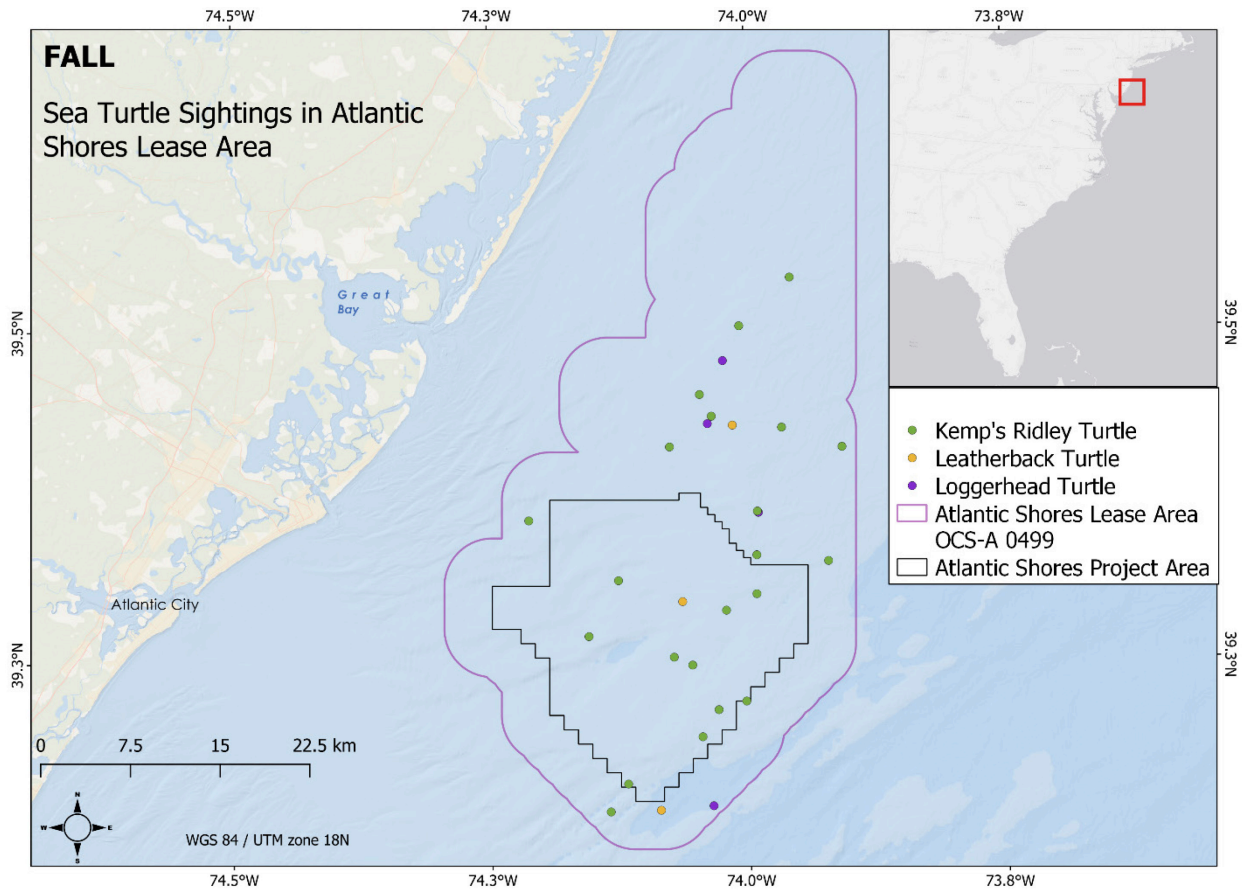 74.5°W 74.3°W 74.0°W 73.8°W
FALL
Sea Turtle Sightings in Atlantic
Shores Lease Area
Great
Bay
39.5°N
39.5°N
Kemp's Ridley Turtle
Leatherback Turtle
Loggerhead Turtle
Atlantic Shores Lease Area
OCS-A 0499
Atlantic Shores Project Area
Atlantic City
39.3°N
39.3°N
0 7.5 15 22.5 km
N
W E
S
WGS 84 / UTM zone 18N
74.5°W 74.3°W 74.0°W 73.8°W